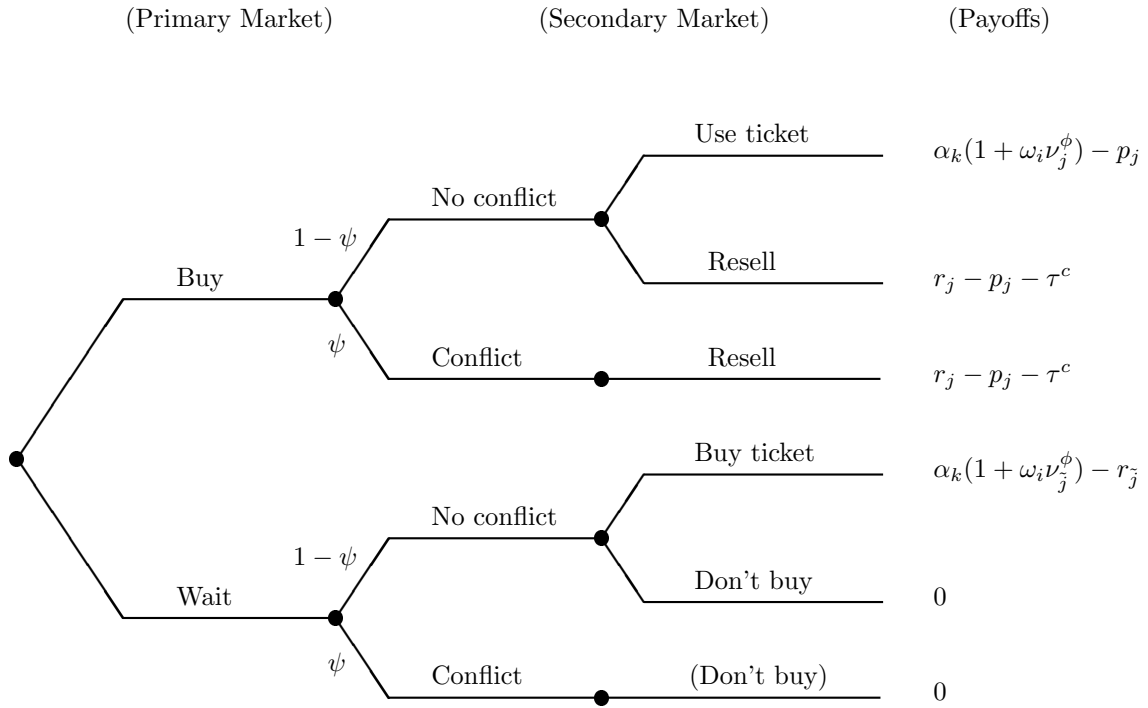 (Primary Market) (Secondary Market) (Payoffs)
Use ticket
α_k(1 + ω_i ν_j^ϕ) − p_j
No conflict
1 − ψ
Buy
Resell
r_j − p_j − τ^c
ψ
Conflict
Resell
r_j − p_j − τ^c
Buy ticket
α_k(1 + ω_i ν_j̃^ϕ) − r_j̃
No conflict
1 − ψ
Wait
Don't buy
0
ψ
Conflict
(Don't buy)
0